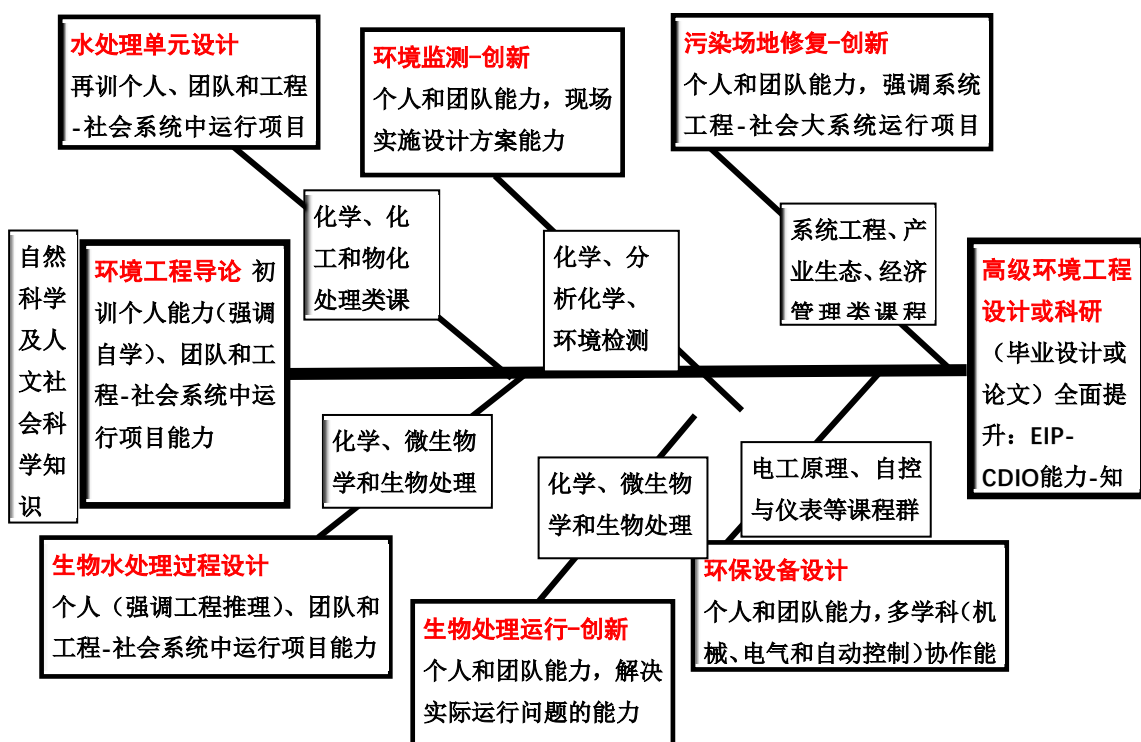 水处理单元设计
再训个人、团队和工程
-社会系统中运行项目
环境监测-创新
个人和团队能力，现场
实施设计方案能力
污染场地修复-创新
个人和团队能力，强调系统
工程-社会大系统运行项目
化学、化
工和物化
处理类课
化学、分
析化学、
环境检测
系统工程、产
业生态、经济
管理类课程
自然
科学
及人
文社
会科
学知
识
环境工程导论 初
训个人能力（强调
自学）、团队和工
程-社会系统中运
行项目能力
高级环境工程
设计或科研
（毕业设计或
论文）全面提
升：EIP-
CDIO能力-知
化学、微生物
学和生物处理
化学、微生物
学和生物处理
电工原理、自控
与仪表等课程群
生物水处理过程设计
个人（强调工程推理）、团队和
工程-社会系统中运行项目能力
生物处理运行-创新
个人和团队能力，解决
实际运行问题的能力
环保设备设计
个人和团队能力，多学科（机
械、电气和自动控制）协作能